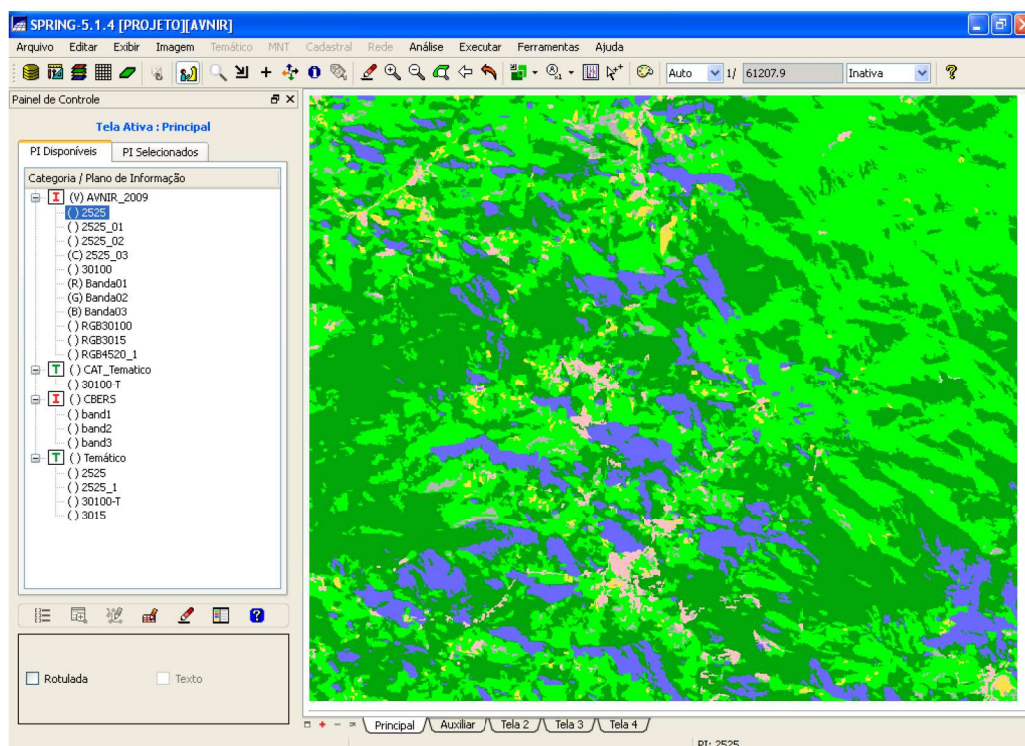 SPRING-5.1.4 [PROJETO][AVNIR]
Arquivo Editar Exibir Imagem Temático MNT Cadastral Rede Análise Executar Ferramentas Ajuda
Auto 1/ 61207.9 Inativa
Painel de Controle
Tela Ativa : Principal
PI Disponíveis PI Selecionados
Categoria / Plano de Informação
(V) AVNIR_2009
( ) 2525
( ) 2525_01
( ) 2525_02
(C) 2525_03
( ) 30100
(R) Banda01
(G) Banda02
(B) Banda03
( ) RGB30100
( ) RGB3015
( ) RGB4520_1
( ) CAT_Tematico
( ) 30100-T
( ) CBERS
( ) band1
( ) band2
( ) band3
( ) Temático
( ) 2525
( ) 2525_1
( ) 30100-T
( ) 3015
Rotulada Texto
Principal Auxiliar Tela 2 Tela 3 Tela 4
PI: 2525